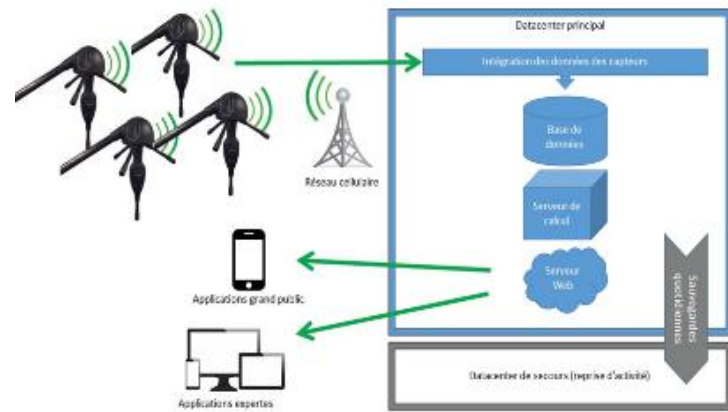 Datacenter principal
Intégration des données des capteurs
Base de
données
Réseau cellulaire
Serveur de
calcul
Serveur
Web
Applications grand public
Sauvegardes
quotidiennes
Datacenter de secours (reprise d'activité)
Applications expertes